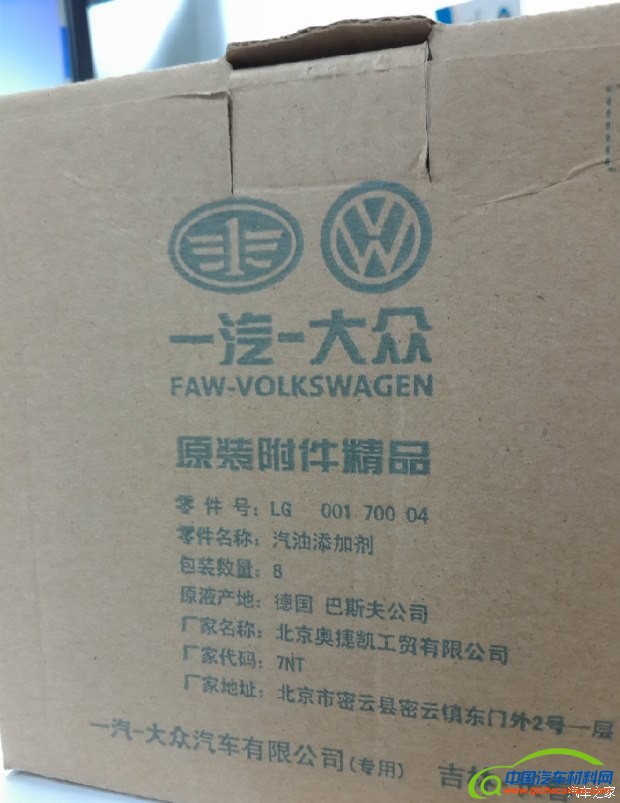 一汽-大众
FAW-VOLKSWAGEN
原装附件精品
零 件 号: LG 001 700 04
零件名称: 汽油添加剂
包装数量: 8
原液产地: 德国 巴斯夫公司
厂家名称: 北京奥捷凯工贸有限公司
厂家代码: 7NT
厂家地址: 北京市密云县密云镇东门外2号一层
一汽-大众汽车有限公司(专用) 吉
中国汽车材料网
汽车之家